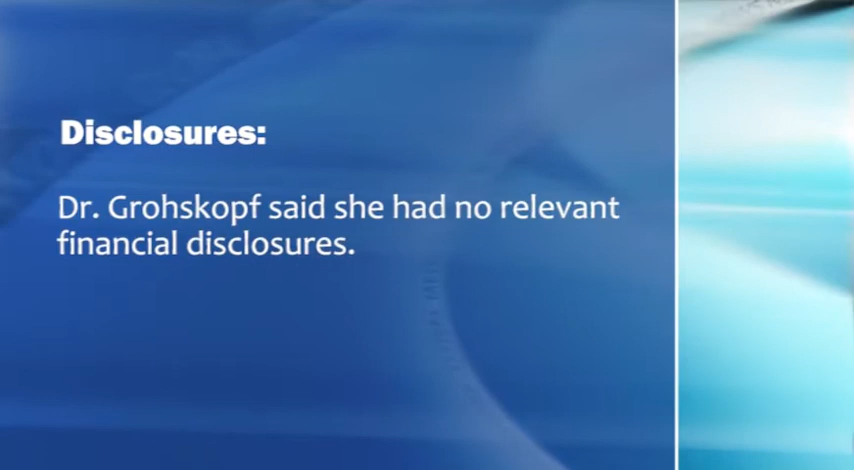 Disclosures:
Dr. Grohskopf said she had no relevant
financial disclosures.